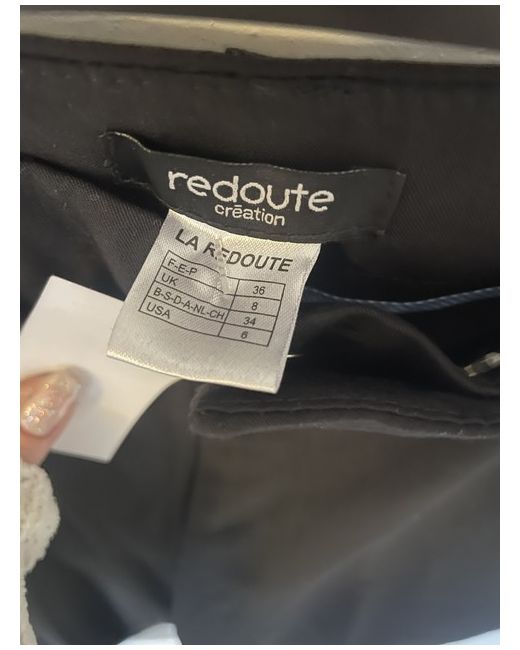 redoute
création
LA REDOUTE
F-E-P 36
UK 8
B-S-D-A-NL-CH 34
USA 6